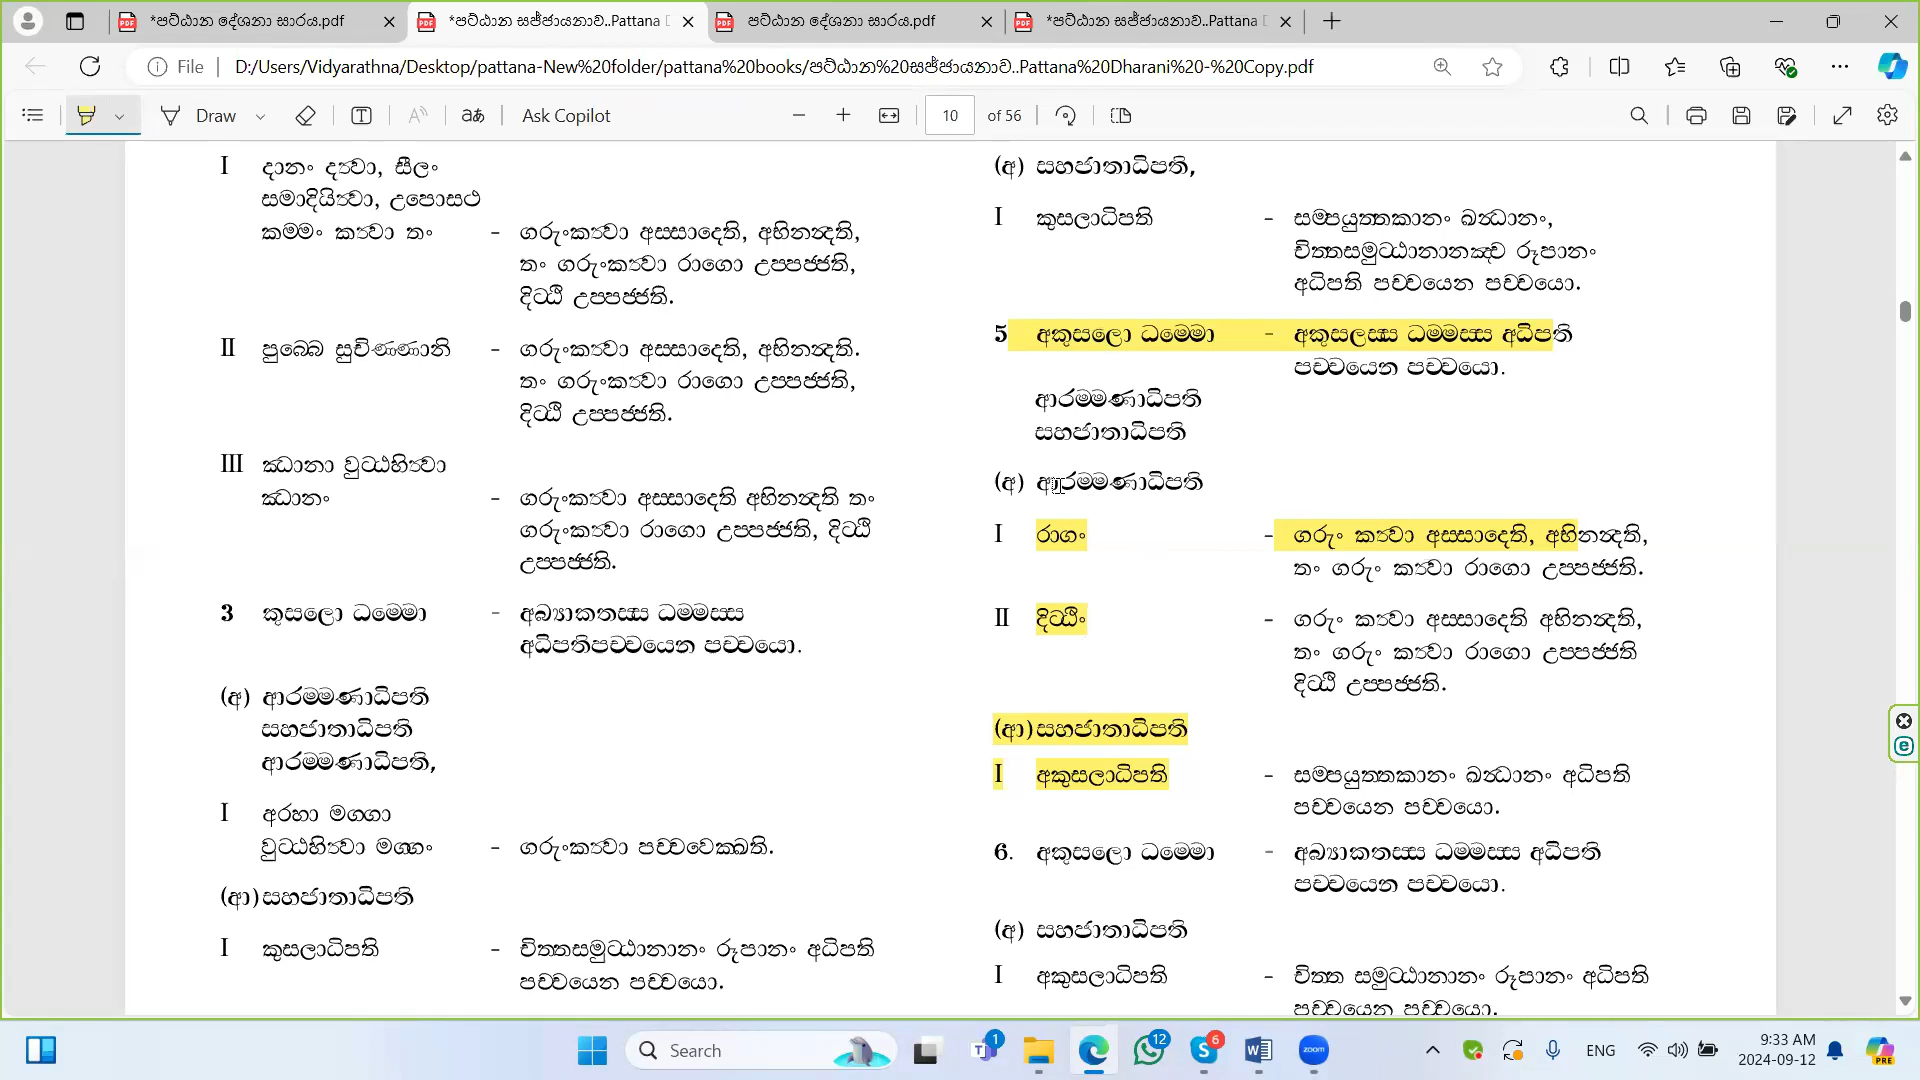 *පට්ඨාන දේශනා සාරය.pdf
*පට්ඨාන සජ්ඣායනාව..Pattana D
පට්ඨාන දේශනා සාරය.pdf
*පට්ඨාන සජ්ඣායනාව..Pattana D
File
D:/Users/Vidyarathna/Desktop/pattana-New%20folder/pattana%20books/පට්ඨාන%20සජ්ඣායනාව..Pattana%20Dharani%20-%20Copy.pdf
Draw
aあ
Ask Copilot
10 of 56
I දානං දත්‍වා, සීලං
සමාදියිත්‍වා, උපොසථ
කම්මං කත්‍වා තං - ගරුංකත්‍වා අස්සාදෙති, අභිනන්‍දති,
තං ගරුංකත්‍වා රාගො උප්පජ්ජති,
දිට්ඨි උප්පජ්ජති.
II පුබ්බෙ සුචිණ්ණානි - ගරුංකත්‍වා අස්සාදෙති, අභිනන්‍දති.
තං ගරුංකත්‍වා රාගො උප්පජ්ජති,
දිට්ඨි උප්පජ්ජති.
III ඣානා වුට්ඨහිත්‍වා
ඣානං - ගරුංකත්‍වා අස්සාදෙති අභිනන්‍දති තං
ගරුංකත්‍වා රාගො උප්පජ්ජති, දිට්ඨි
උප්පජ්ජති.
3 කුසලො ධම්මො - අබ්‍යාකතස්ස ධම්මස්ස
අධිපතිපච්චයෙන පච්චයො.
(අ) ආරම්මණාධිපති
සහජාතාධිපති
ආරම්මණාධිපති,
I අරහා මග්ගා
වුට්ඨහිත්‍වා මග්ගං - ගරුංකත්‍වා පච්චවෙක්ඛති.
(ආ) සහජාතාධිපති
I කුසලාධිපති - චිත්තසමුට්ඨානානං රූපානං අධිපති
පච්චයෙන පච්චයො.
(අ) සහජාතාධිපති,
I කුසලාධිපති - සම්පයුත්තකානං ඛන්‍ධානං,
චිත්තසමුට්ඨානානඤ්ච රූපානං
අධිපති පච්චයෙන පච්චයො.
5 අකුසලො ධම්මො - අකුසලස්ස ධම්මස්ස අධිපති
පච්චයෙන පච්චයො.
ආරම්මණාධිපති
සහජාතාධිපති
(අ) ආරම්මණාධිපති
I රාගං - ගරුං කත්‍වා අස්සාදෙති, අභිනන්‍දති,
තං ගරුං කත්‍වා රාගො උප්පජ්ජති.
II දිට්ඨිං - ගරුං කත්‍වා අස්සාදෙති අභිනන්‍දති,
තං ගරුං කත්‍වා රාගො උප්පජ්ජති
දිට්ඨි උප්පජ්ජති.
(ආ) සහජාතාධිපති
I අකුසලාධිපති - සම්පයුත්තකානං ඛන්‍ධානං අධිපති
පච්චයෙන පච්චයො.
6. අකුසලො ධම්මො - අබ්‍යාකතස්ස ධම්මස්ස අධිපති
පච්චයෙන පච්චයො.
(අ) සහජාතාධිපති
I අකුසලාධිපති - චිත්ත සමුට්ඨානානං රූපානං අධිපති
පච්චයෙන පච්චයො.
Search
1
12
6
zoom
ENG
9:33 AM
2024-09-12
PRE